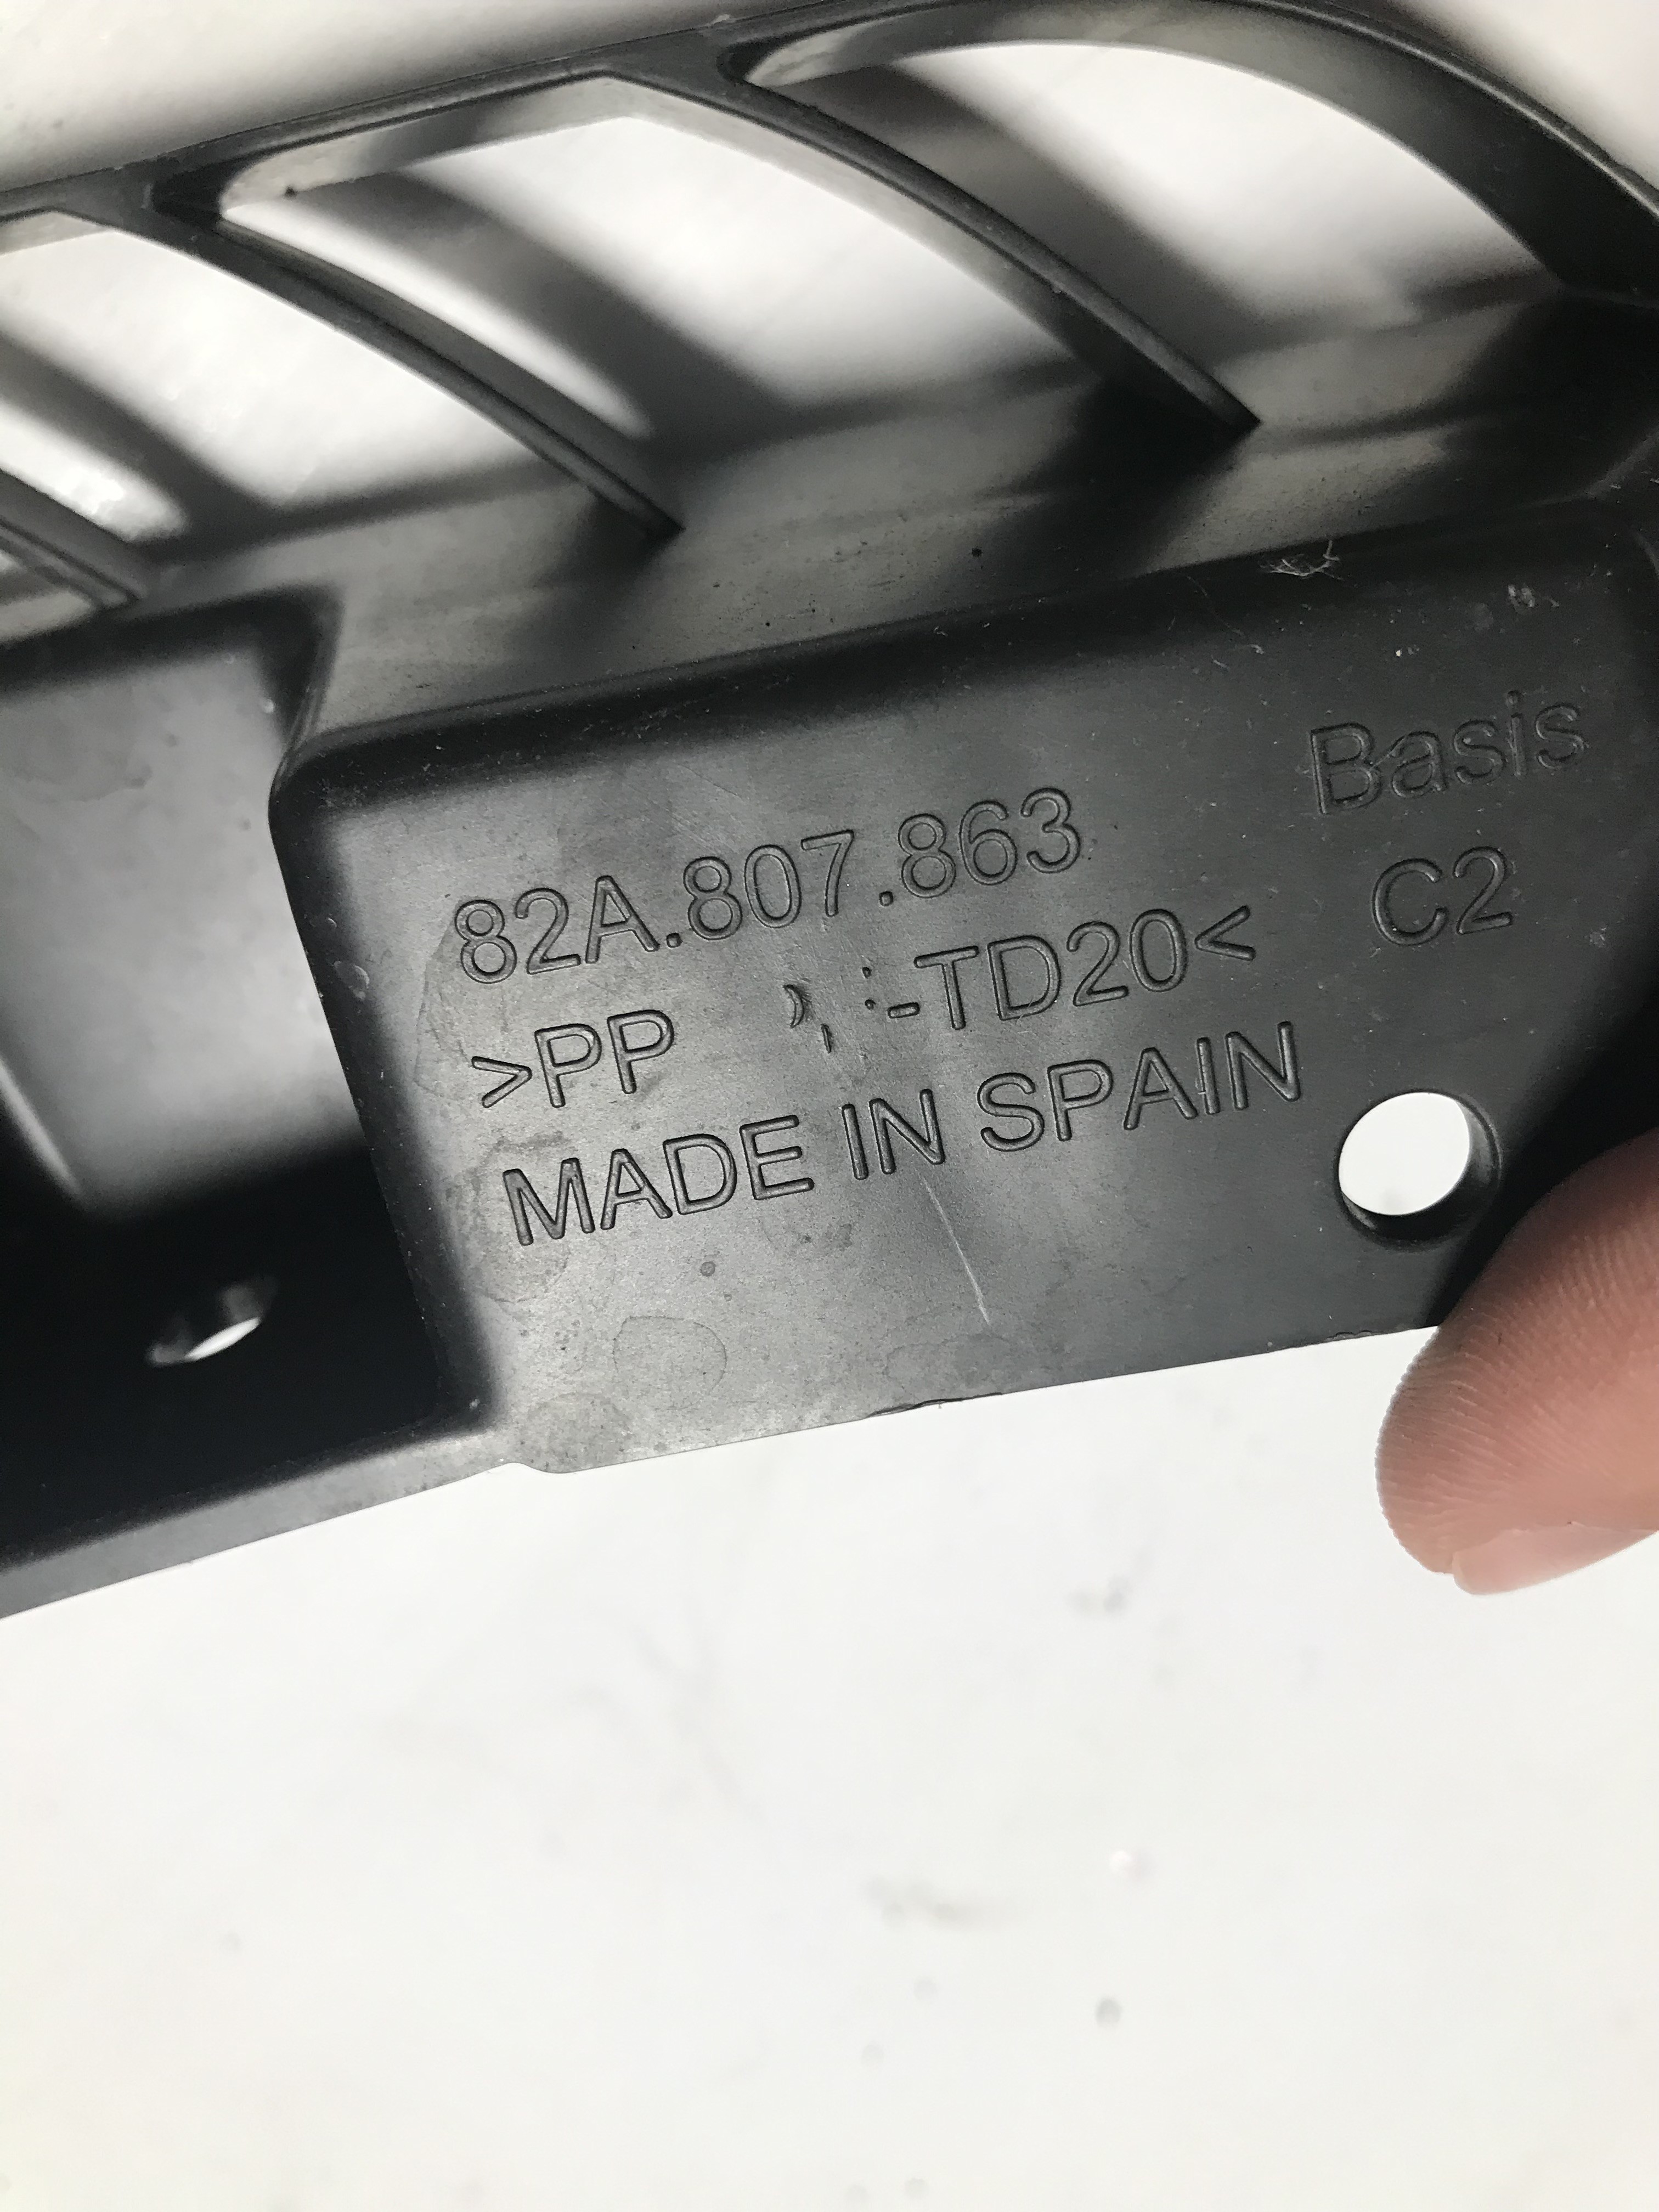 Basis
82A.807.863
C2
>PP -TD20<
MADE IN SPAIN